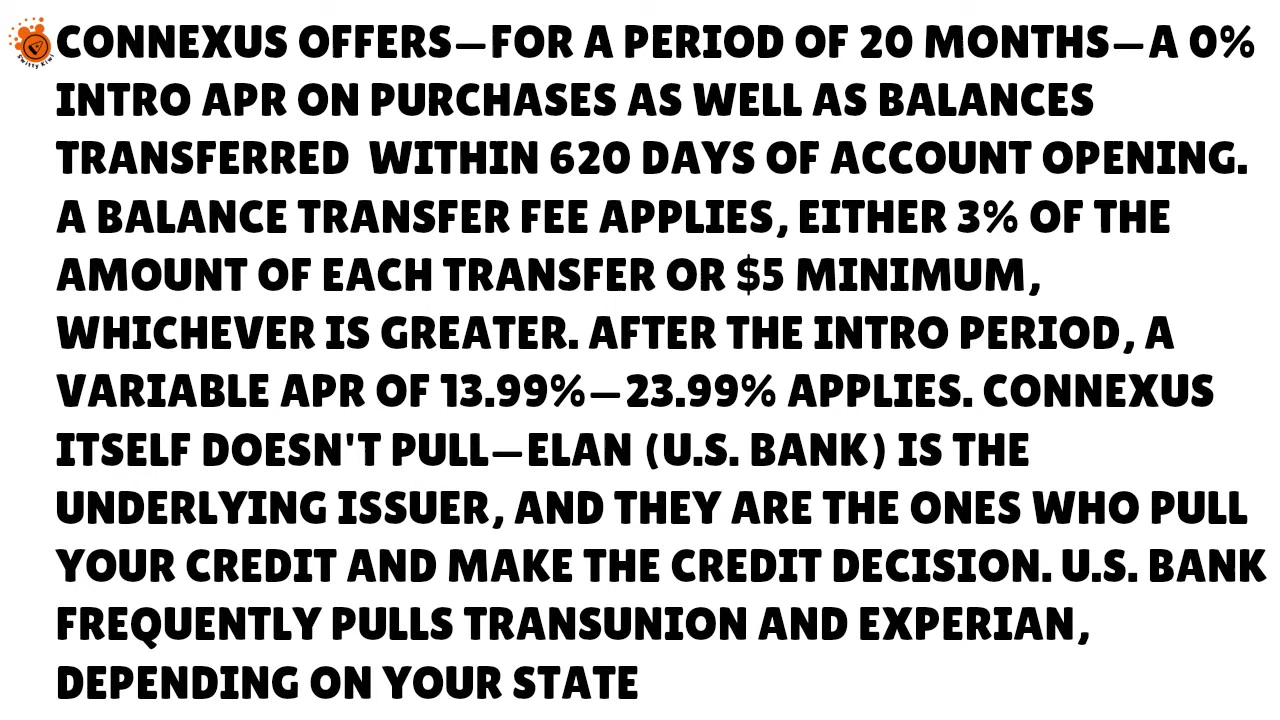 CONNEXUS OFFERS—FOR A PERIOD OF 20 MONTHS—A 0%
INTRO APR ON PURCHASES AS WELL AS BALANCES
TRANSFERRED  WITHIN 620 DAYS OF ACCOUNT OPENING.
A BALANCE TRANSFER FEE APPLIES, EITHER 3% OF THE
AMOUNT OF EACH TRANSFER OR $5 MINIMUM,
WHICHEVER IS GREATER. AFTER THE INTRO PERIOD, A
VARIABLE APR OF 13.99%—23.99% APPLIES. CONNEXUS
ITSELF DOESN'T PULL—ELAN (U.S. BANK) IS THE
UNDERLYING ISSUER, AND THEY ARE THE ONES WHO PULL
YOUR CREDIT AND MAKE THE CREDIT DECISION. U.S. BANK
FREQUENTLY PULLS TRANSUNION AND EXPERIAN,
DEPENDING ON YOUR STATE
Swifty Kiwi